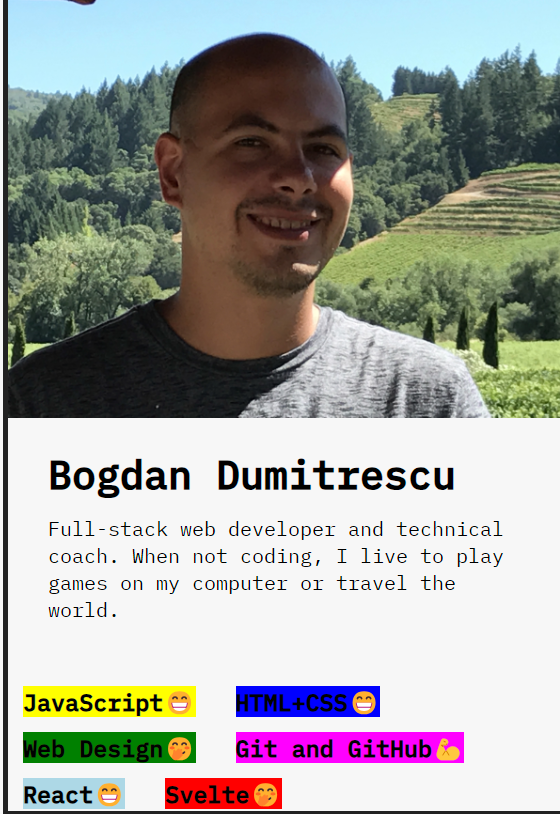 Bogdan Dumitrescu
Full-stack web developer and technical
coach. When not coding, I live to play
games on my computer or travel the
world.
JavaScript😁 HTML+CSS😁
Web Design🤭 Git and GitHub💪
React😁 Svelte🤭